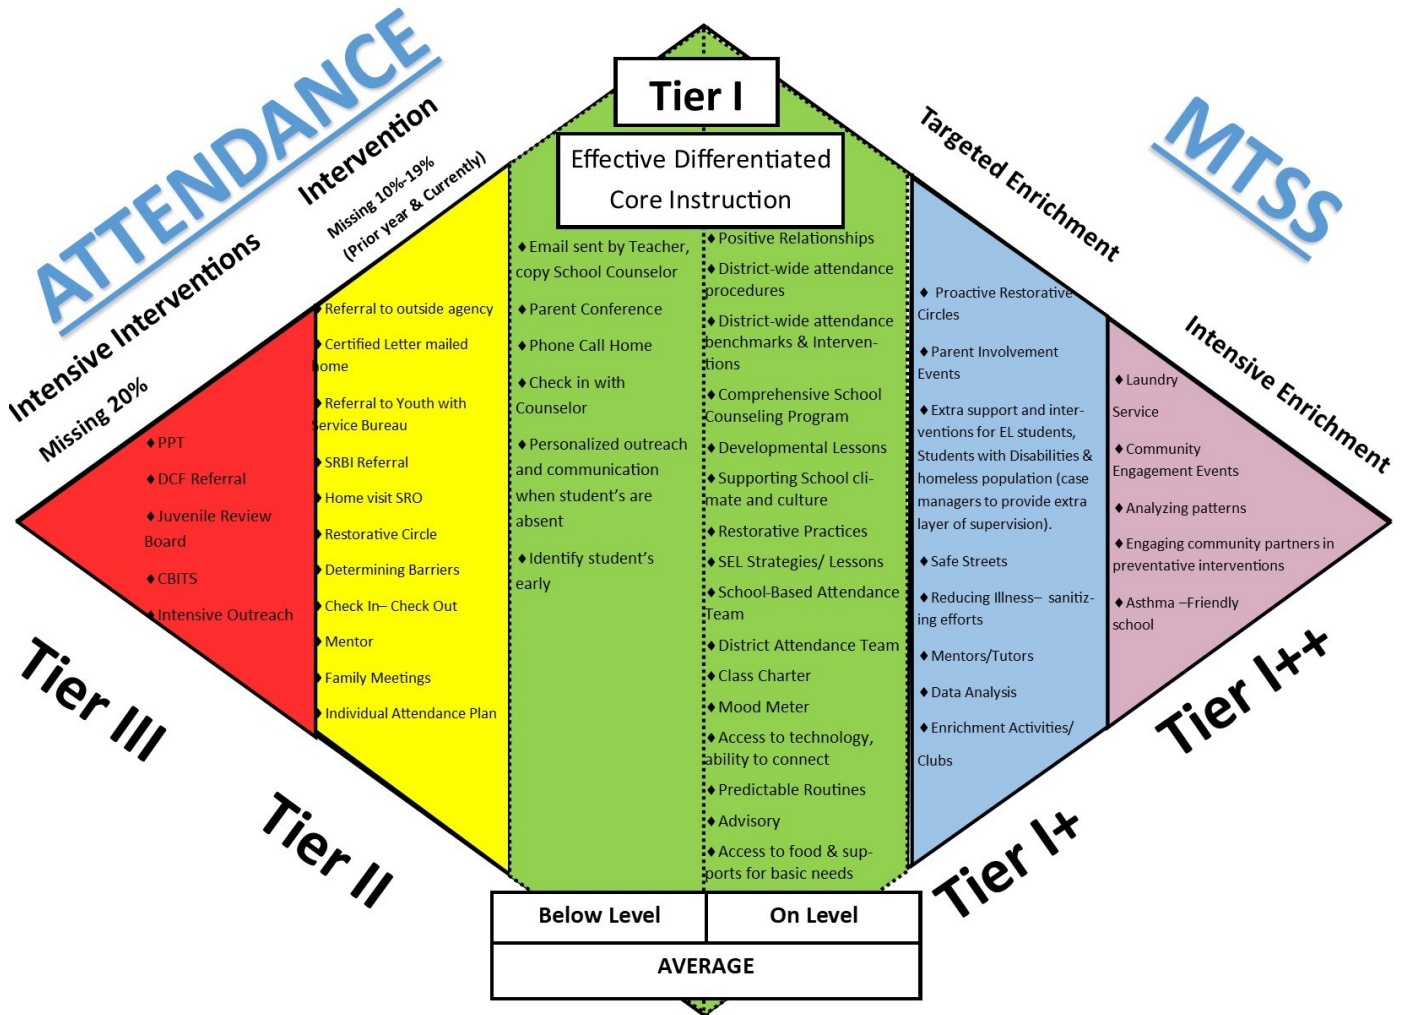 ATTENDANCE
MTSS
Intensive Interventions
Missing 20%
Intervention
Missing 10%-19%
(Prior year & Currently)
Tier I
Effective Differentiated
Core Instruction
Targeted Enrichment
Intensive Enrichment
♦PPT
♦DCF Referral
♦Juvenile Review
Board
♦CBITS
♦Intensive Outreach
♦Referral to outside agency
♦Certified Letter mailed
home
♦Referral to Youth with
Service Bureau
♦SRBI Referral
♦Home visit SRO
♦Restorative Circle
♦Determining Barriers
♦Check In– Check Out
♦Mentor
♦Family Meetings
♦Individual Attendance Plan
♦Email sent by Teacher,
copy School Counselor
♦Parent Conference
♦Phone Call Home
♦Check in with
Counselor
♦Personalized outreach
and communication
when student’s are
absent
♦Identify student’s
early
♦Positive Relationships
♦District-wide attendance
procedures
♦District-wide attendance
benchmarks & Interven-
tions
♦Comprehensive School
Counseling Program
♦Developmental Lessons
♦Supporting School cli-
mate and culture
♦Restorative Practices
♦SEL Strategies/ Lessons
♦School-Based Attendance
Team
♦District Attendance Team
♦Class Charter
♦Mood Meter
♦Access to technology,
ability to connect
♦Predictable Routines
♦Advisory
♦Access to food & sup-
ports for basic needs
♦ Proactive Restorative
Circles
♦Parent Involvement
Events
♦Extra support and inter-
ventions for EL students,
Students with Disabilities &
homeless population (case
managers to provide extra
layer of supervision).
♦Safe Streets
♦Reducing Illness– sanitiz-
ing efforts
♦Mentors/Tutors
♦Data Analysis
♦Enrichment Activities/
Clubs
♦Laundry
Service
♦Community
Engagement Events
♦Analyzing patterns
♦Engaging community partners in
preventative interventions
♦Asthma –Friendly
school
Tier III
Tier II
Tier I+
Tier I++
Below Level
On Level
AVERAGE